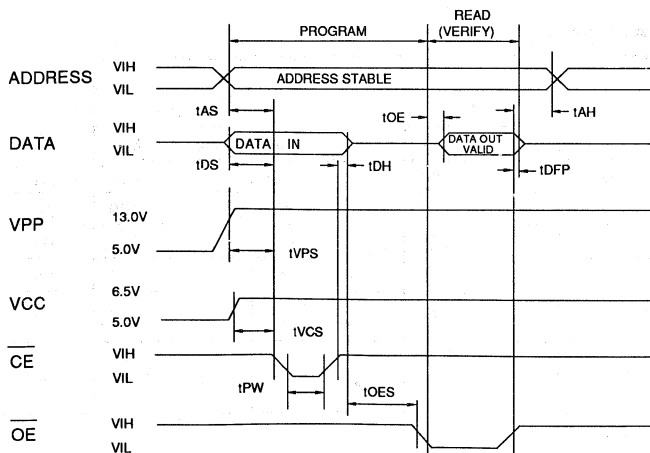 READ
PROGRAM (VERIFY)
ADDRESS VIH VIL ADDRESS STABLE
tAS tOE tAH
DATA VIH VIL DATA IN DATA OUT VALID
tDS tDH tDFP
VPP 13.0V
5.0V tVPS
VCC 6.5V
5.0V tVCS
CE VIH
VIL
tPW tOES
OE VIH
VIL